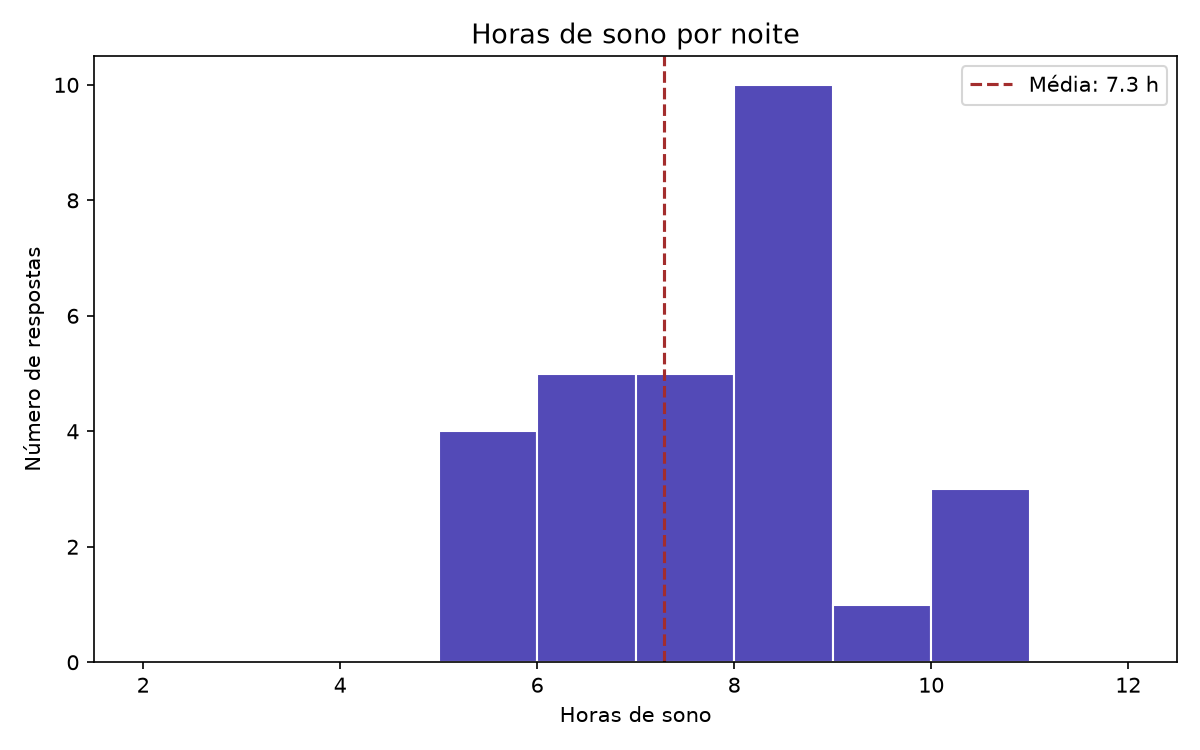 Horas de sono por noite
Média: 7.3 h
Número de respostas
10
8
6
4
2
0
2 4 6 8 10 12
Horas de sono